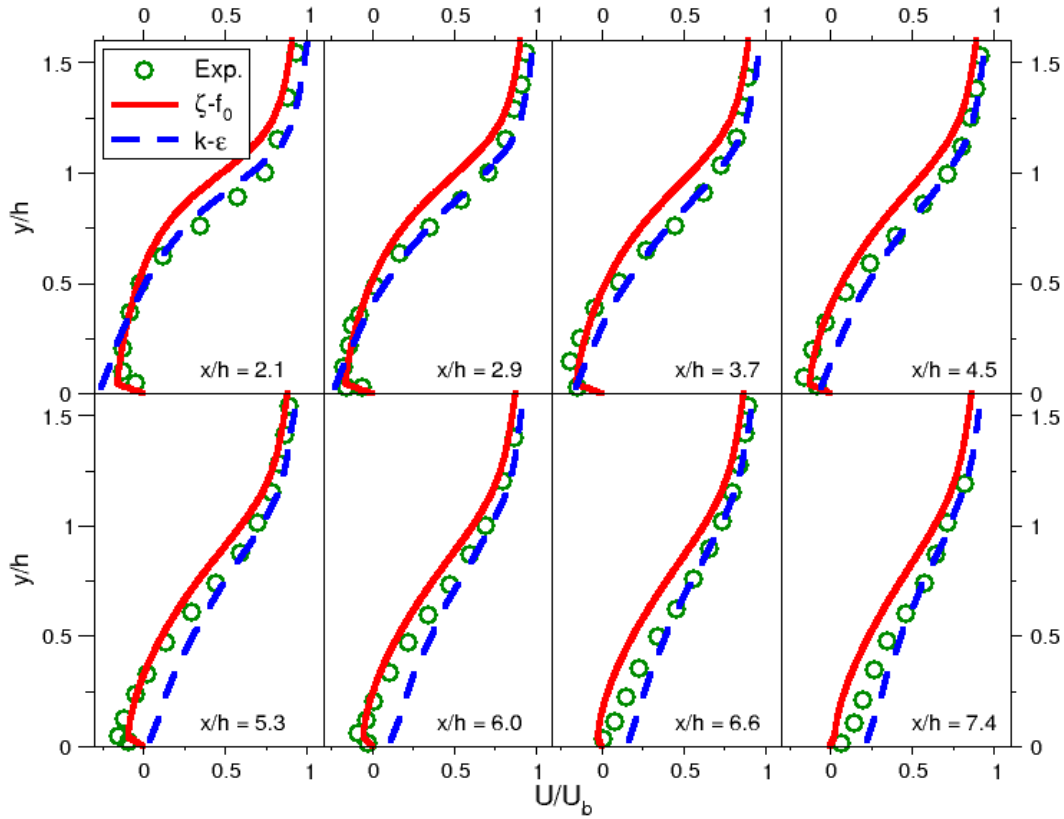 0 0.5 1 0 0.5 1 0 0.5 1 0 0.5 1
1.5 1.5
Exp.
ζ-f₀
k-ε
1 1
y/h
0.5 0.5
x/h = 2.1 x/h = 2.9 x/h = 3.7 x/h = 4.5
0 0
1.5 1.5
1 1
y/h
0.5 0.5
x/h = 5.3 x/h = 6.0 x/h = 6.6 x/h = 7.4
0 0
0 0.5 1 0 0.5 1 0 0.5 1 0 0.5 1
U/U_b